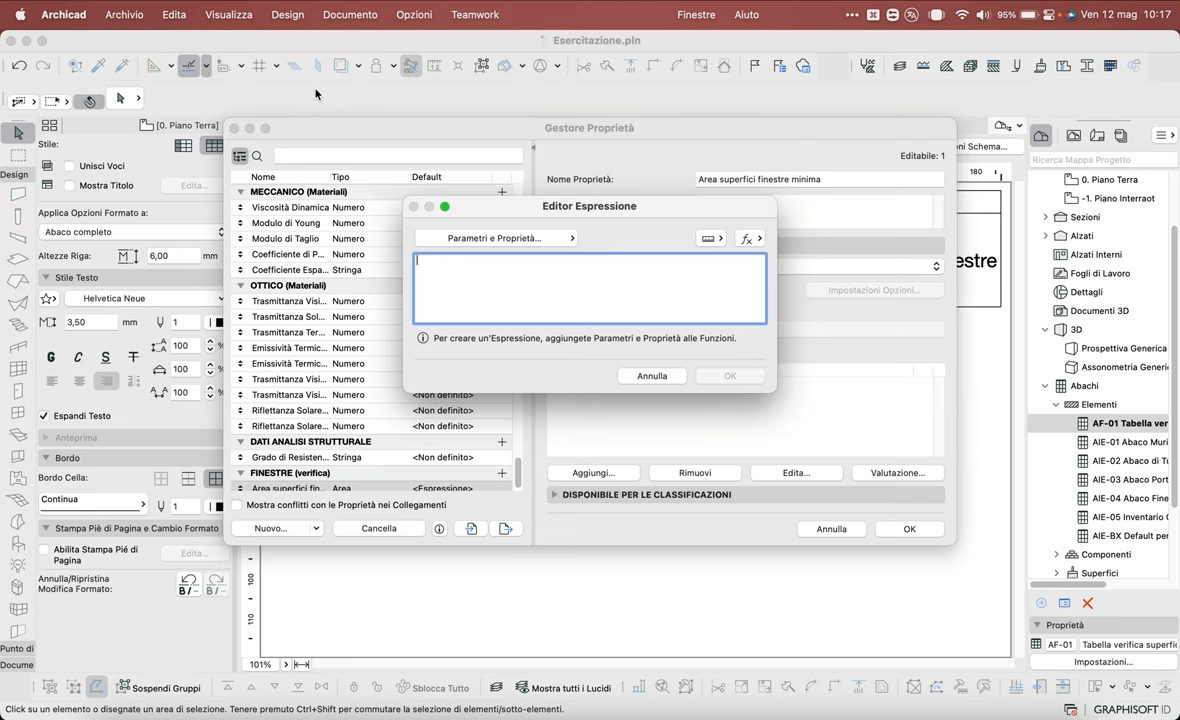 Archicad Archivio Edita Visualizza Design Documento Opzioni Teamwork Finestre Aiuto 95% Ven 12 mag 10:17
Esercitazione.pln
[0. Piano Terra]
Gestore Proprietà
oni Schema...
Stile:
Editabile: 1
Ricerca Mappa Progetto
Unisci Voci
Nome Tipo Default
Nome Proprietà: Area superfici finestre minima
180
0. Piano Terra
Design
Mostra Titolo Edita...
MECCANICO (Materiali)
-1. Piano Interraot
Viscosità Dinamica Numero
Editor Espressione
Sezioni
Applica Opzioni Formato a:
Modulo di Young Numero
Abaco completo
Modulo di Taglio Numero
Parametri e Proprietà...
Alzati
Altezze Riga: 6,00 mm
Coefficiente di P... Numero
Alzati Interni
Coefficiente Espa... Stringa
estre
Fogli di Lavoro
Stile Testo
OTTICO (Materiali)
Impostazioni Opzioni...
Dettagli
Helvetica Neue
Trasmittanza Visi... Numero
Documenti 3D
3,50 mm 1
Trasmittanza Sol... Numero
3D
Trasmittanza Ter... Numero
Per creare un'Espressione, aggiungete Parametri e Proprietà alle Funzioni.
Prospettiva Generica
G C S T 100 %
Emissività Termic... Numero
Assonometria Generi
100
Emissività Termic... Numero
Annulla OK
Abachi
100 %
Trasmittanza Visi... Numero
Elementi
Trasmittanza Visi... Numero <Non definito>
AF-01 Tabella ver
Espandi Testo
Riflettanza Solare... Numero <Non definito>
AIE-01 Abaco Muri
Anteprima
Riflettanza Solare... Numero <Non definito>
AIE-02 Abaco di Tu
Bordo
DATI ANALISI STRUTTURALE
AIE-03 Abaco Port
Bordo Cella:
Grado di Resisten... Stringa <Non definito>
Aggiungi... Rimuovi Edita... Valutazione...
AIE-04 Abaco Fine
Continua 1
FINESTRE (verifica)
AIE-05 Inventario
Area superfici fin... Area <Espressione>
DISPONIBILE PER LE CLASSIFICAZIONI
AIE-BX Default per
Stampa Piè di Pagina e Cambio Formato
Mostra conflitti con le Proprietà nei Collegamenti
Componenti
Abilita Stampa Pié di Pagina Edita...
Nuovo... Cancella
Annulla OK
Superfici
Annulla/Ripristina Modifica Formato:
B/– B/–
100
110
Proprietà
Punto di
AF-01 Tabella verifica superfic
Docume
101%
Impostazioni...
Sospendi Gruppi Sblocca Tutto Mostra tutti i Lucidi
Click su un elemento o disegnate un area di selezione. Tenere premuto Ctrl+Shift per commutare la selezione di elementi/sotto-elementi.
GRAPHISOFT ID